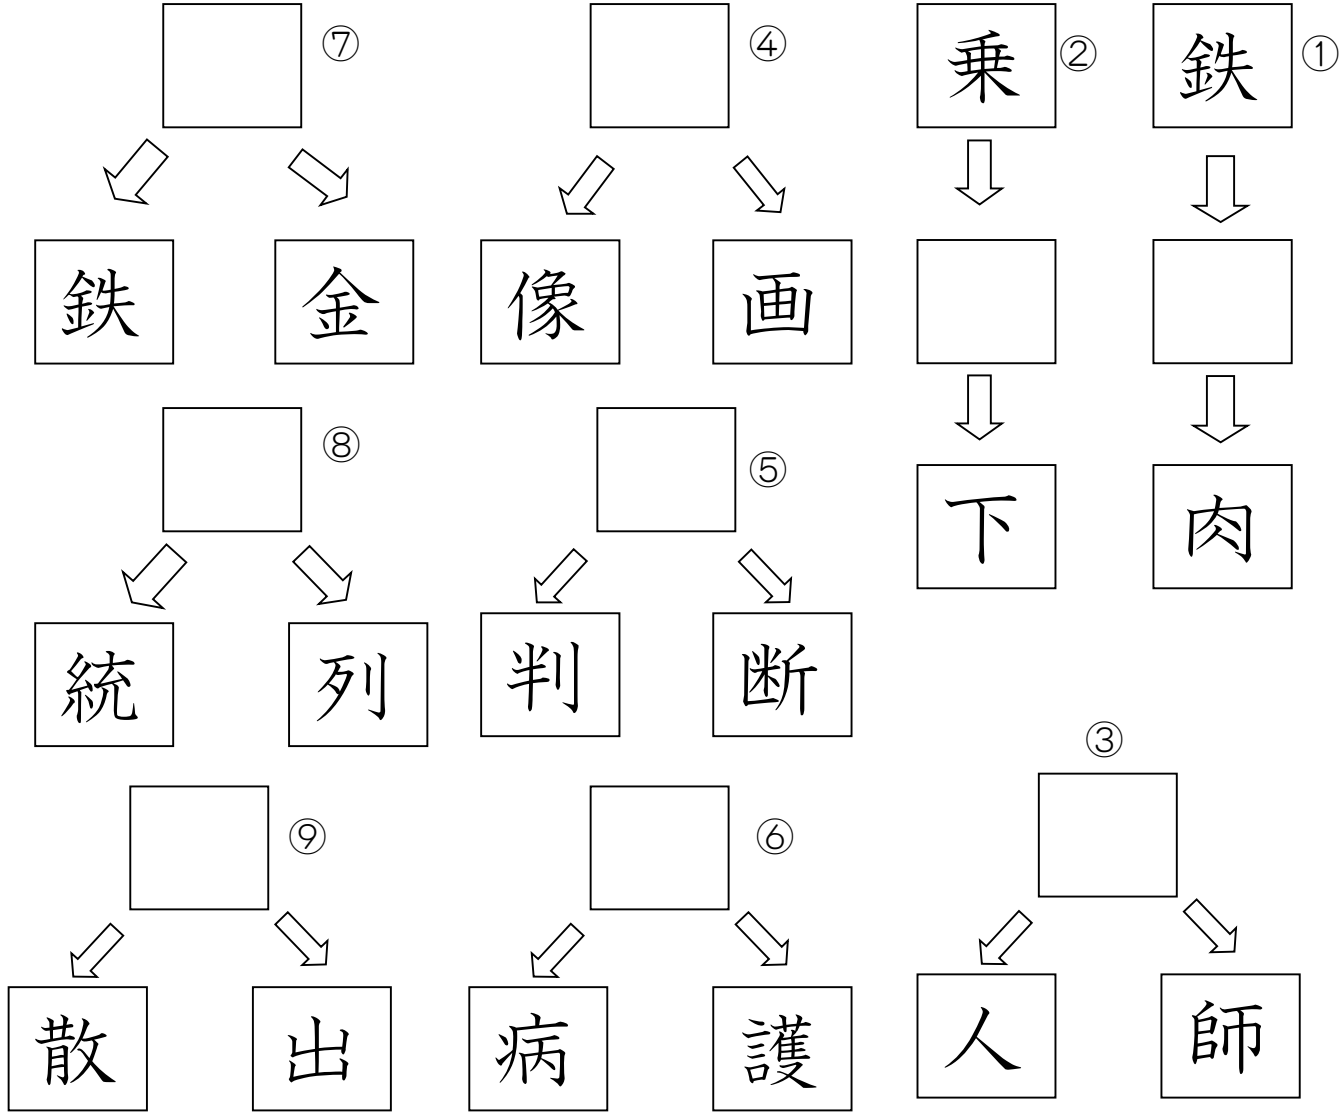 ①
鉄
肉
②
乗
下
③
人
師
④
像
画
⑤
判
断
⑥
病
護
⑦
鉄
金
⑧
統
列
⑨
散
出